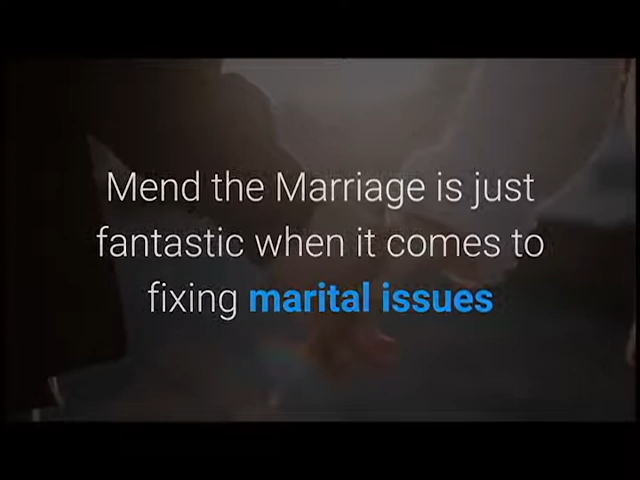 Mend the Marriage is just
fantastic when it comes to
fixing marital issues